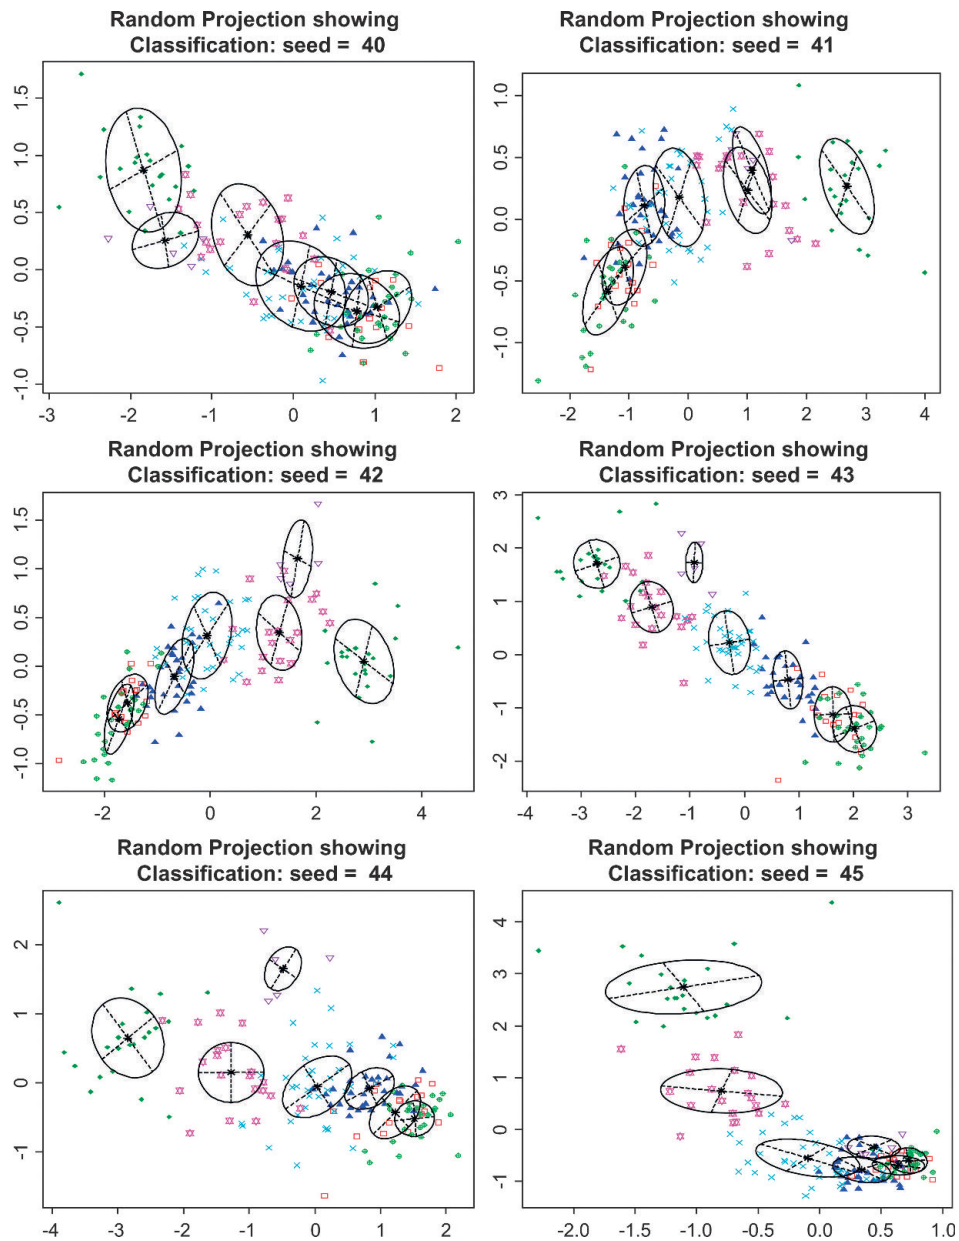 Random Projection showing
Classification: seed = 40
1.5
1.0
0.5
0.0
-0.5
-1.0
-3 -2 -1 0 1 2
Random Projection showing
Classification: seed = 41
1.0
0.5
0.0
-0.5
-1.0
-2 -1 0 1 2 3 4
Random Projection showing
Classification: seed = 42
1.5
1.0
0.5
0.0
-0.5
-1.0
-2 0 2 4
Random Projection showing
Classification: seed = 43
3
2
1
0
-1
-2
-4 -3 -2 -1 0 1 2 3
Random Projection showing
Classification: seed = 44
2
1
0
-1
-4 -3 -2 -1 0 1 2
Random Projection showing
Classification: seed = 45
4
3
2
1
0
-1
-2.0 -1.0 0.0 0.5 1.0